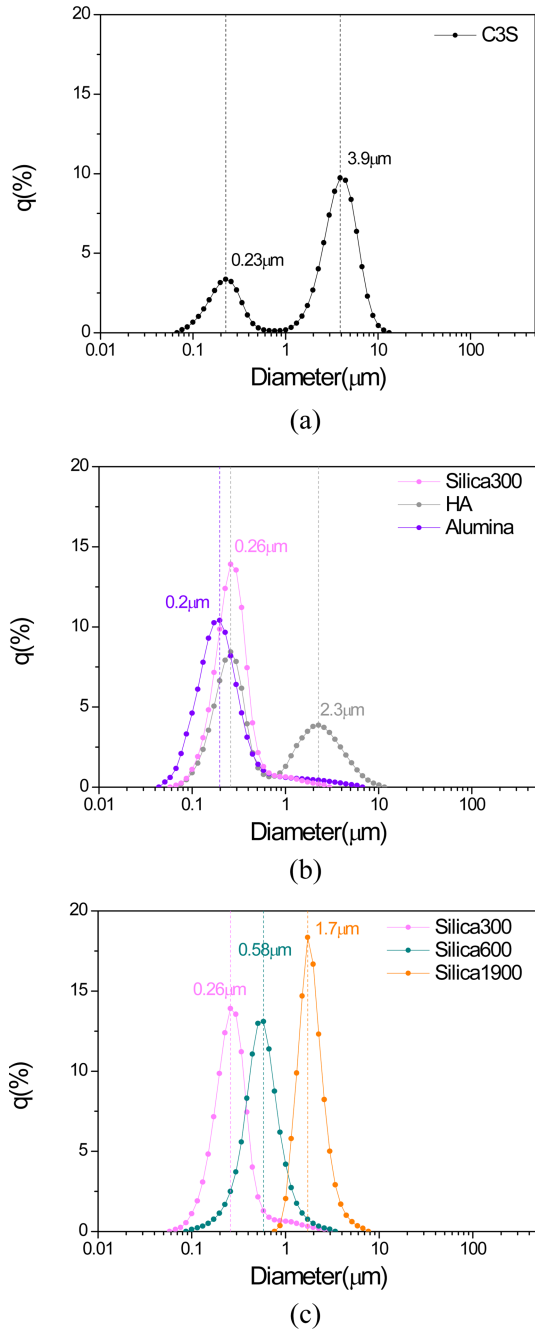 20
15
10
5
0
q(%)
C3S
3.9μm
0.23μm
0.01 0.1 1 10 100
Diameter(μm)
(a)
20
15
10
5
0
q(%)
Silica300
HA
Alumina
0.26μm
0.2μm
2.3μm
0.01 0.1 1 10 100
Diameter(μm)
(b)
20
15
10
5
0
q(%)
Silica300
Silica600
Silica1900
1.7μm
0.58μm
0.26μm
0.01 0.1 1 10 100
Diameter(μm)
(c)